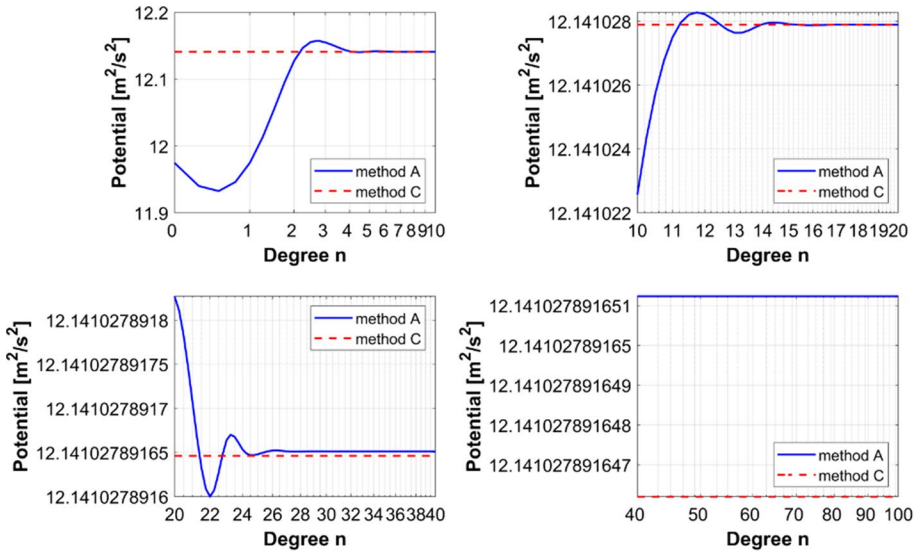 12.2
12.1
12
11.9
Potential [m2/s2]
0 1 2 3 4 5 6 7 8 9 10
Degree n
method A
method C
12.141028
12.141026
12.141024
12.141022
Potential [m2/s2]
10 11 12 13 14 15 16 17 18 19 20
Degree n
method A
method C
12.1410278918
12.14102789175
12.1410278917
12.14102789165
12.1410278916
Potential [m2/s2]
20 22 24 26 28 30 32 34 36 38 40
Degree n
method A
method C
12.141027891651
12.14102789165
12.141027891649
12.141027891648
12.141027891647
Potential [m2/s2]
40 50 60 70 80 90 100
Degree n
method A
method C